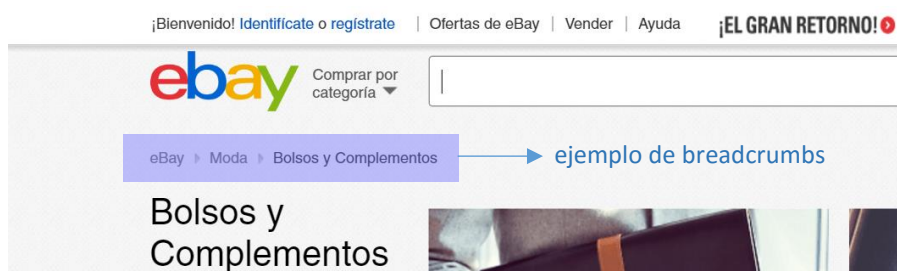 ¡Bienvenido! Identifícate o regístrate | Ofertas de eBay | Vender | Ayuda ¡EL GRAN RETORNO!
ebay
Comprar por
categoría
eBay Moda Bolsos y Complementos
ejemplo de breadcrumbs
Bolsos y
Complementos